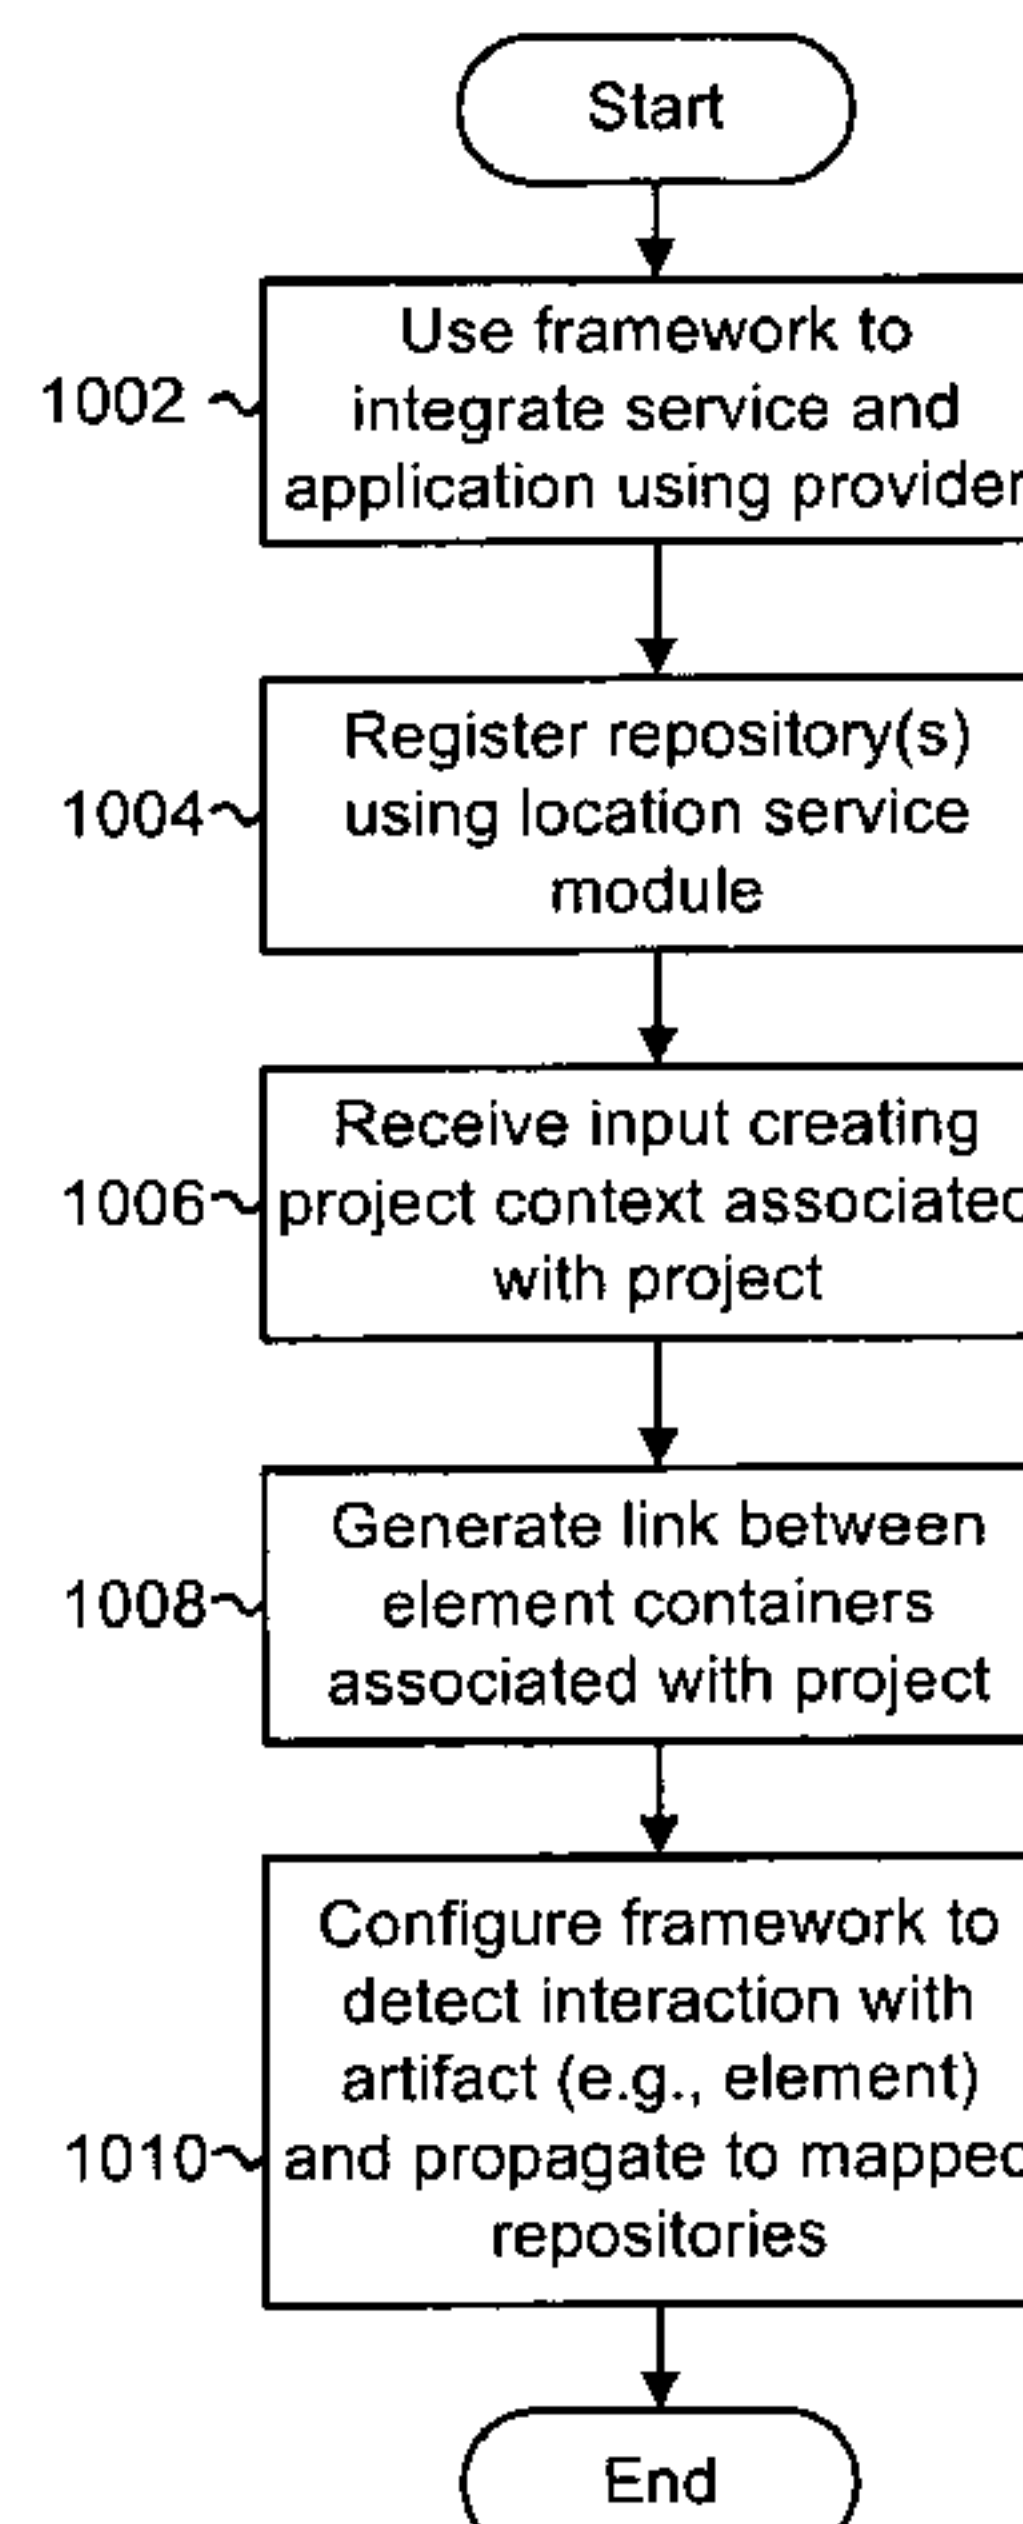 Start
Use framework to
1002
integrate service and
application using provider
Register repository(s)
1004
using location service
module
Receive input creating
1006
project context associated
with project
Generate link between
1008
element containers
associated with project
Configure framework to
detect interaction with
artifact (e.g., element)
1010
and propagate to mapped
repositories
End